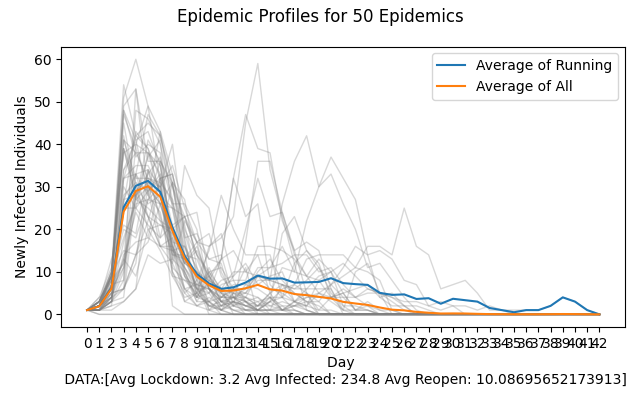 Epidemic Profiles for 50 Epidemics
60
50
40
30
20
10
0
Newly Infected Individuals
Average of Running
Average of All
0 1 2 3 4 5 6 7 8 9 10 11 12 13 14 15 16 17 18 19 20 21 22 23 24 25 26 27 28 29 30 31 32 33 34 35 36 37 38 39 40 41 42
Day
DATA:[Avg Lockdown: 3.2 Avg Infected: 234.8 Avg Reopen: 10.08695652173913]